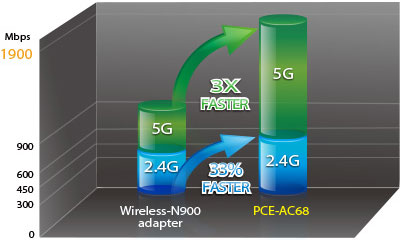 Mbps
1900
900
600
450
300
0
5G
2.4G
3X
FASTER
33%
FASTER
5G
2.4G
Wireless-N900
adapter
PCE-AC68